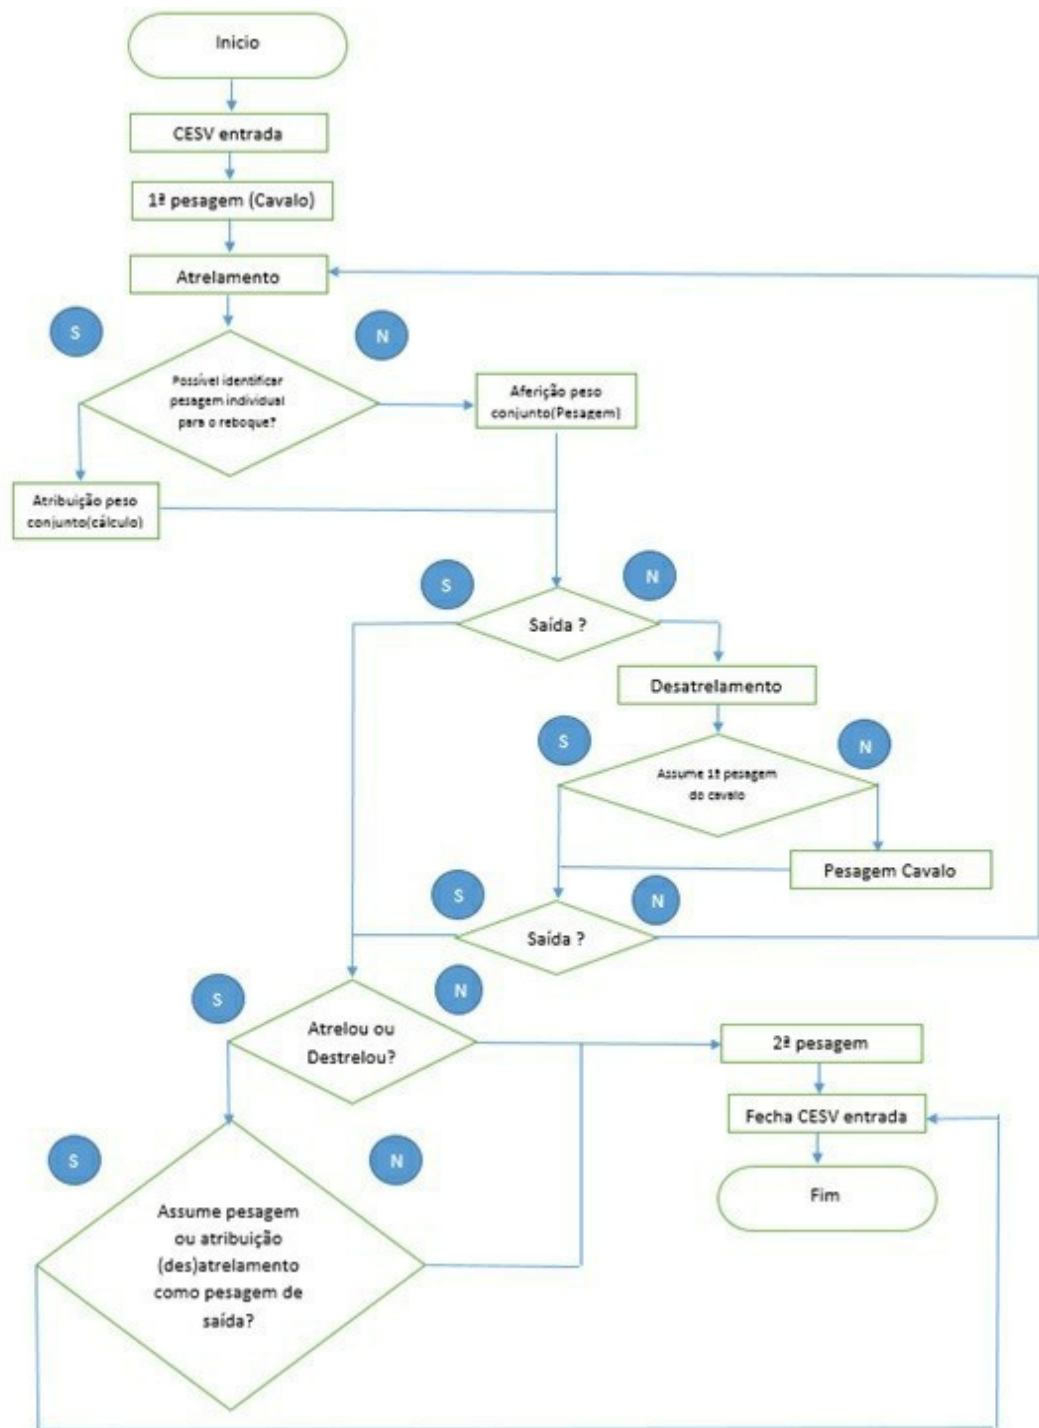 Inicio
CESV entrada
1ª pesagem (Cavalo)
Atrelamento
S
N
Possível identificar
pesagem individual
para o reboque?
Aferição peso
conjunto(Pesagem)
Atribuição peso
conjunto(cálculo)
S
N
Saída ?
Desatrelamento
S
N
Assume 1ª pesagem
do cavalo
Pesagem Cavalo
S
N
Saída ?
S
N
Atrelou ou
Destrelou?
2ª pesagem
Fecha CESV entrada
S
N
Fim
Assume pesagem
ou atribuição
(des)atrelamento
como pesagem de
saída?